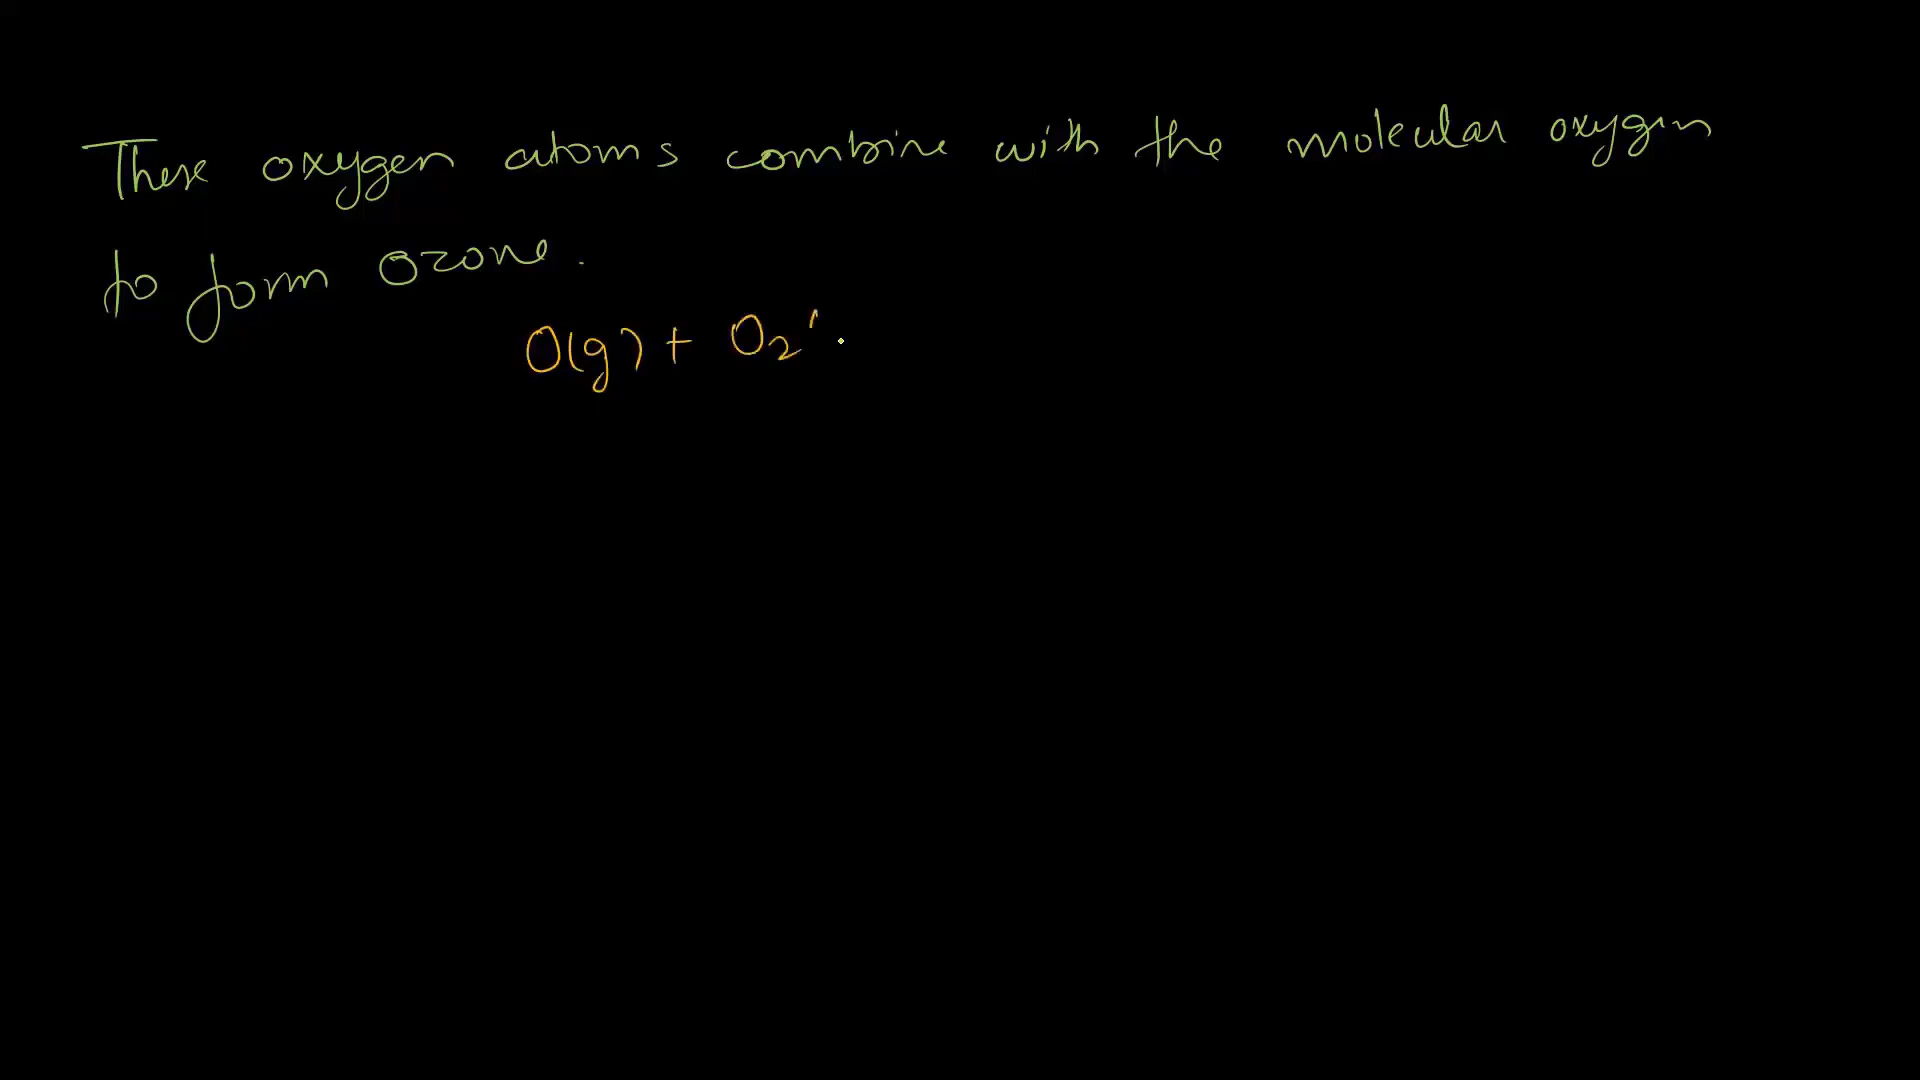 These oxygen atoms combine with the molecular oxygen
to form ozone.
O(g) + O₂